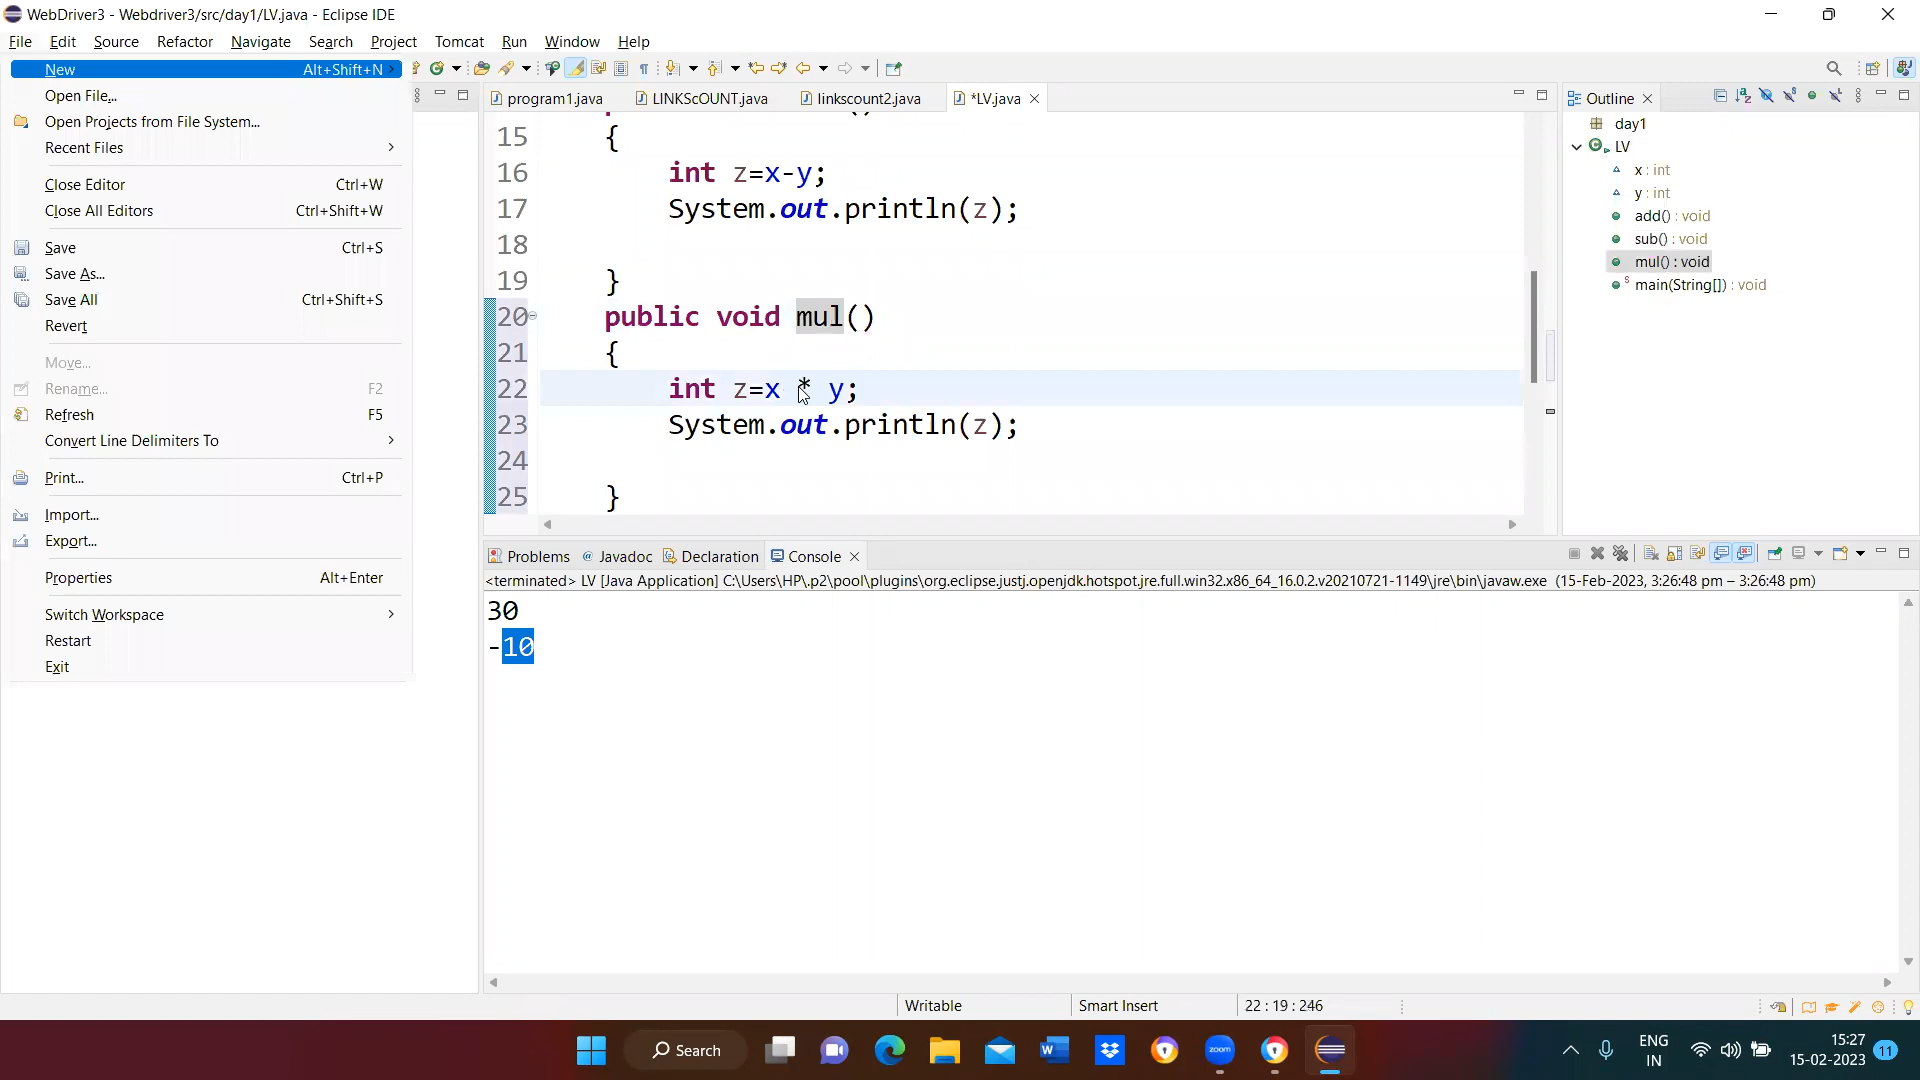 WebDriver3 - Webdriver3/src/day1/LV.java - Eclipse IDE
File Edit Source Refactor Navigate Search Project Tomcat Run Window Help
New Alt+Shift+N
Open File...
Open Projects from File System...
Recent Files
Close Editor Ctrl+W
Close All Editors Ctrl+Shift+W
Save Ctrl+S
Save As...
Save All Ctrl+Shift+S
Revert
Move...
Rename... F2
Refresh F5
Convert Line Delimiters To
Print... Ctrl+P
Import...
Export...
Properties Alt+Enter
Switch Workspace
Restart
Exit
program1.java LINKScOUNT.java linkscount2.java *LV.java
15 {
16 int z=x-y;
17 System.out.println(z);
18
19 }
20 public void mul()
21 {
22 int z=x * y;
23 System.out.println(z);
24
25 }
Outline
day1
LV
x : int
y : int
add() : void
sub() : void
mul() : void
main(String[]) : void
Problems Javadoc Declaration Console
<terminated> LV [Java Application] C:\Users\HP\.p2\pool\plugins\org.eclipse.justj.openjdk.hotspot.jre.full.win32.x86_64_16.0.2.v20210721-1149\jre\bin\javaw.exe (15-Feb-2023, 3:26:48 pm – 3:26:48 pm)
30
-10
Writable Smart Insert 22 : 19 : 246
Search
zoom
ENG
IN
15:27
15-02-2023
11